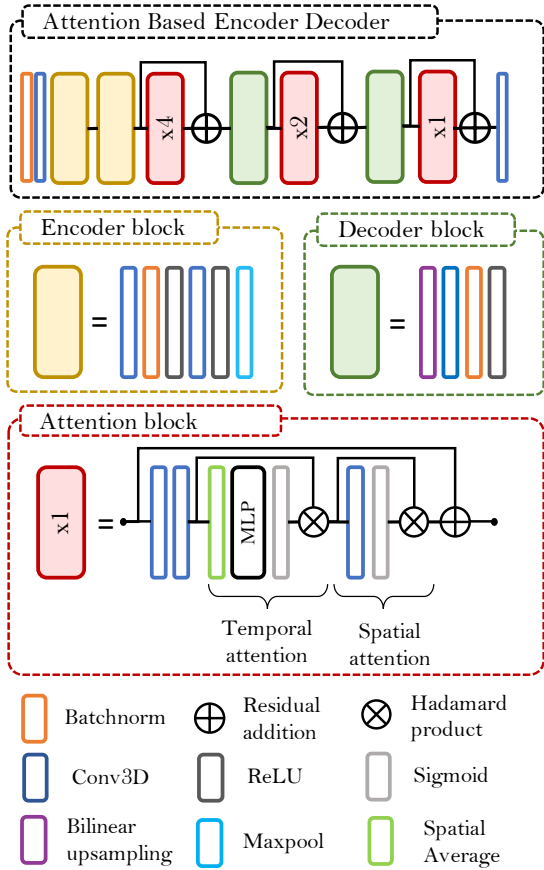 Attention Based Encoder Decoder
x4
x2
x1
Encoder block
=
Decoder block
=
Attention block
x1
=
MLP
Temporal
attention
Spatial
attention
Batchnorm
Residual
addition
Hadamard
product
Conv3D
ReLU
Sigmoid
Bilinear
upsampling
Maxpool
Spatial
Average